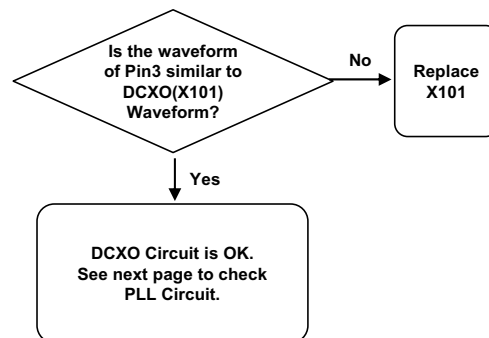 Is the waveform
of Pin3 similar to
DCXO(X101)
Waveform?
No
Replace
X101
Yes
DCXO Circuit is OK.
See next page to check
PLL Circuit.